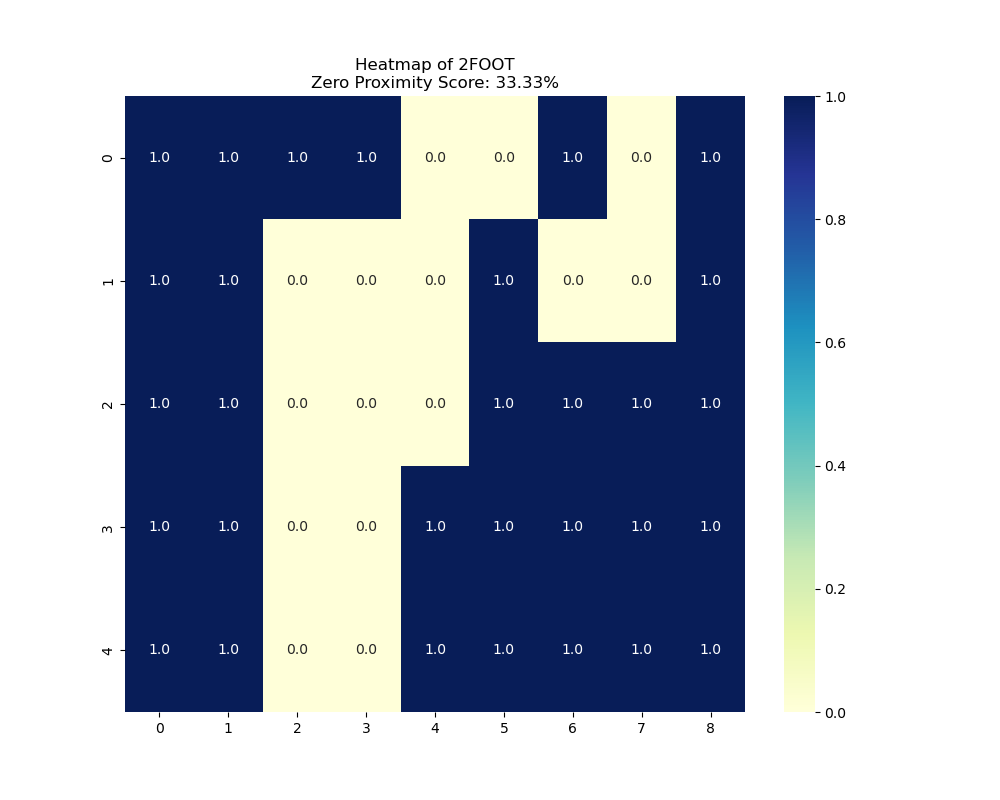 Heatmap of 2FOOT
Zero Proximity Score: 33.33%
0 1.0 1.0 1.0 1.0 0.0 0.0 1.0 0.0 1.0
1 1.0 1.0 0.0 0.0 0.0 1.0 0.0 0.0 1.0
2 1.0 1.0 0.0 0.0 0.0 1.0 1.0 1.0 1.0
3 1.0 1.0 0.0 0.0 1.0 1.0 1.0 1.0 1.0
4 1.0 1.0 0.0 0.0 1.0 1.0 1.0 1.0 1.0
0 1 2 3 4 5 6 7 8
1.0
0.8
0.6
0.4
0.2
0.0